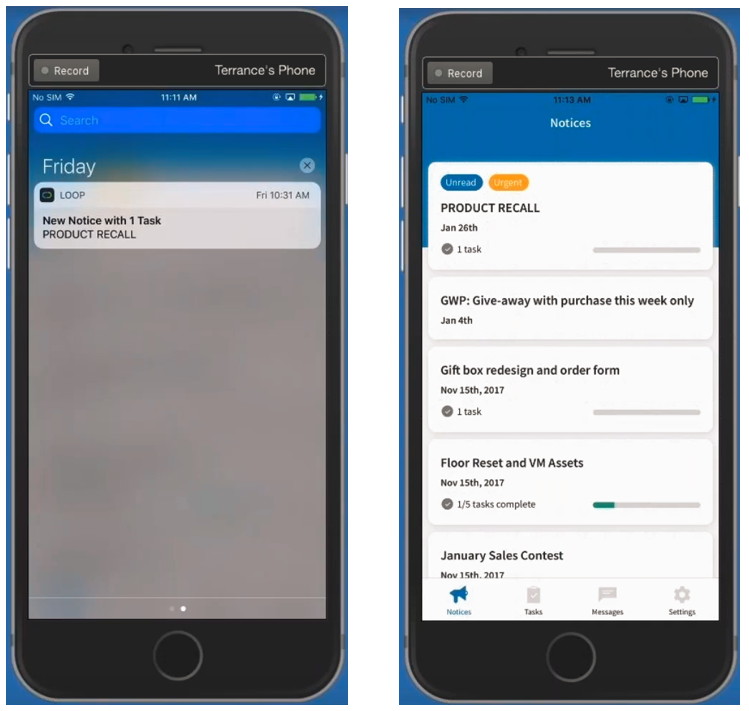 Record
Terrance's Phone
No SIM
11:11 AM
Search
Friday
LOOP
Fri 10:31 AM
New Notice with 1 Task
PRODUCT RECALL
Record
Terrance's Phone
No SIM
11:13 AM
Notices
Unread
Urgent
PRODUCT RECALL
Jan 26th
1 task
GWP: Give-away with purchase this week only
Jan 4th
Gift box redesign and order form
Nov 15th, 2017
1 task
Floor Reset and VM Assets
Nov 15th, 2017
1/5 tasks complete
January Sales Contest
Nov 15th, 2017
Notices
Tasks
Messages
Settings